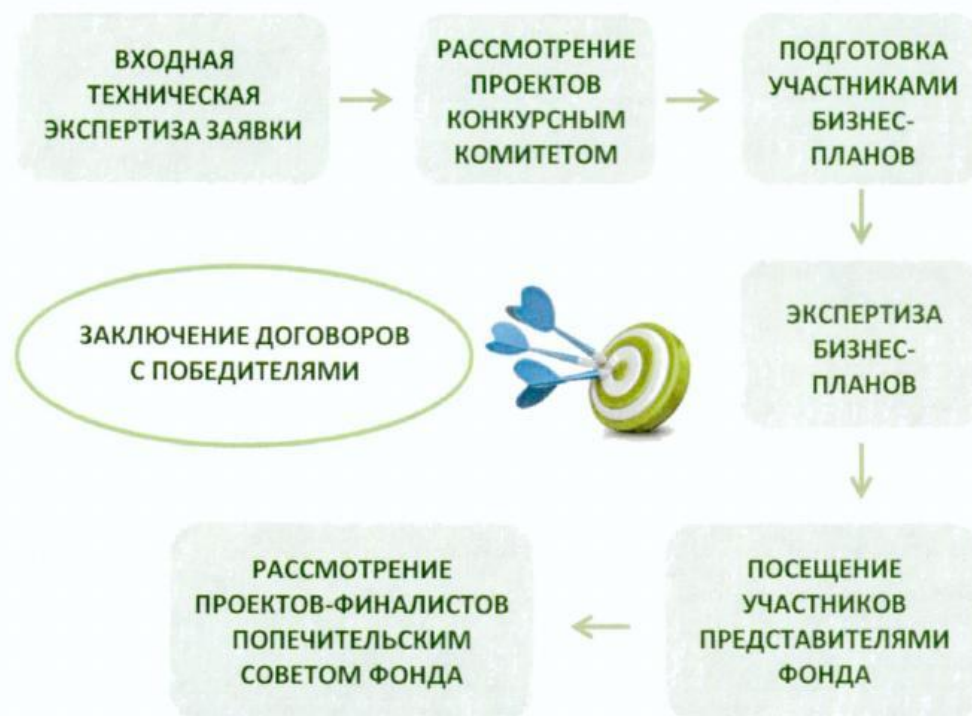 ВХОДНАЯ
ТЕХНИЧЕСКАЯ
ЭКСПЕРТИЗА ЗАЯВКИ
РАССМОТРЕНИЕ
ПРОЕКТОВ
КОНКУРСНЫМ
КОМИТЕТОМ
ПОДГОТОВКА
УЧАСТНИКАМИ
БИЗНЕС-
ПЛАНОВ
ЭКСПЕРТИЗА
БИЗНЕС-
ПЛАНОВ
ПОСЕЩЕНИЕ
УЧАСТНИКОВ
ПРЕДСТАВИТЕЛЯМИ
ФОНДА
РАССМОТРЕНИЕ
ПРОЕКТОВ-ФИНАЛИСТОВ
ПОПЕЧИТЕЛЬСКИМ
СОВЕТОМ ФОНДА
ЗАКЛЮЧЕНИЕ ДОГОВОРОВ
С ПОБЕДИТЕЛЯМИ